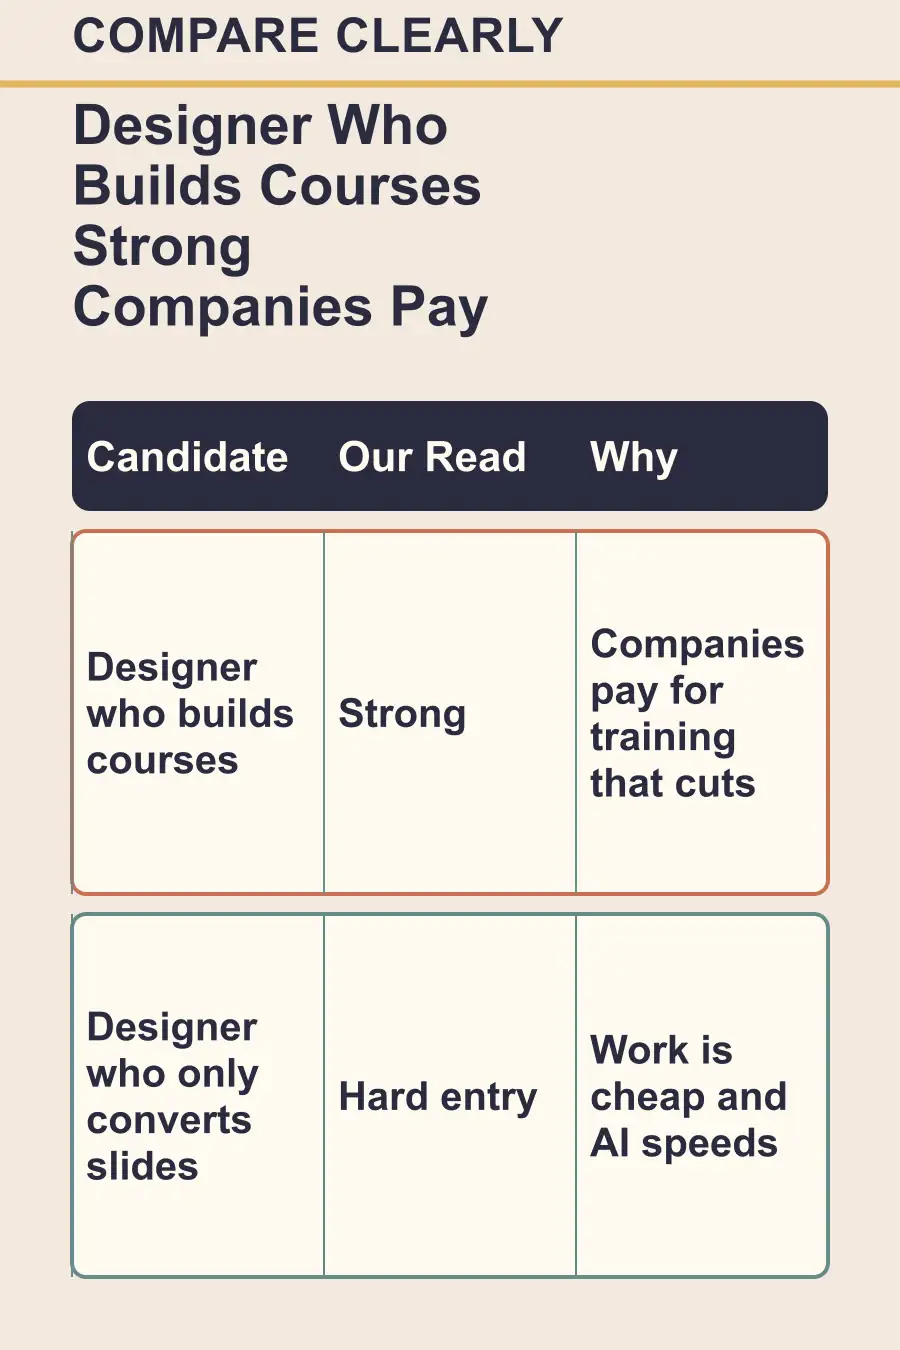 COMPARE CLEARLY
Designer Who
Builds Courses
Strong
Companies Pay
Candidate Our Read Why
Designer
who builds
courses
Strong
Companies
pay for
training
that cuts
Designer
who only
converts
slides
Hard entry
Work is
cheap and
AI speeds